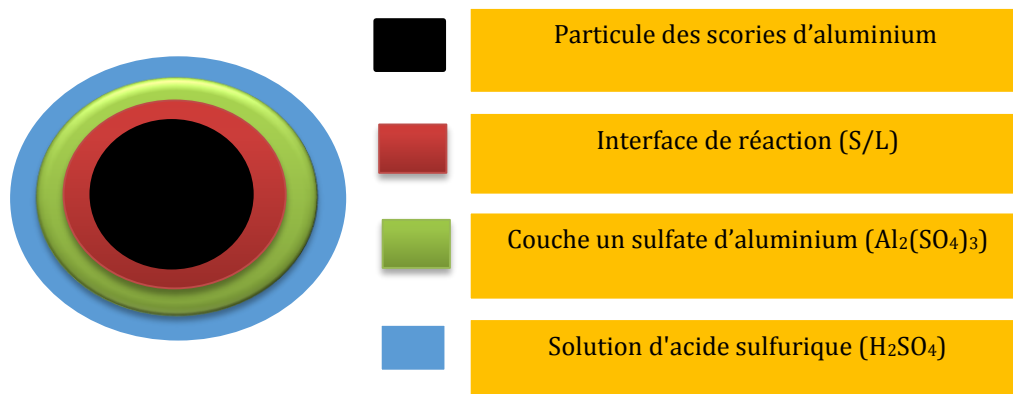 Particule des scories d’aluminium
Interface de réaction (S/L)
Couche un sulfate d’aluminium (Al₂(SO₄)₃)
Solution d'acide sulfurique (H₂SO₄)